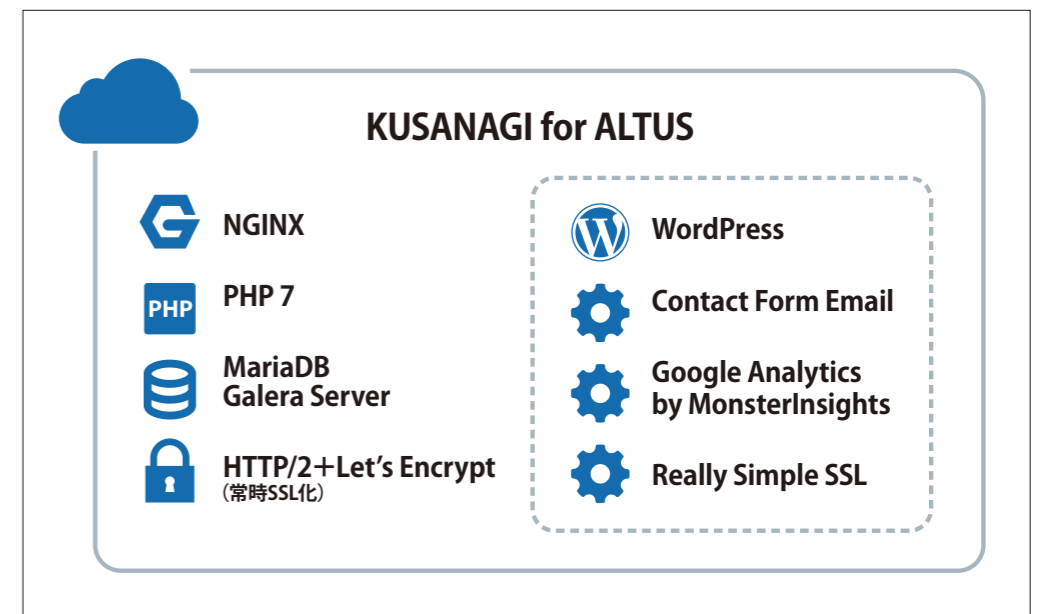 KUSANAGI for ALTUS
NGINX
PHP
PHP 7
MariaDB
Galera Server
HTTP/2+Let's Encrypt
（常時SSL化）
WordPress
Contact Form Email
Google Analytics
by MonsterInsights
Really Simple SSL